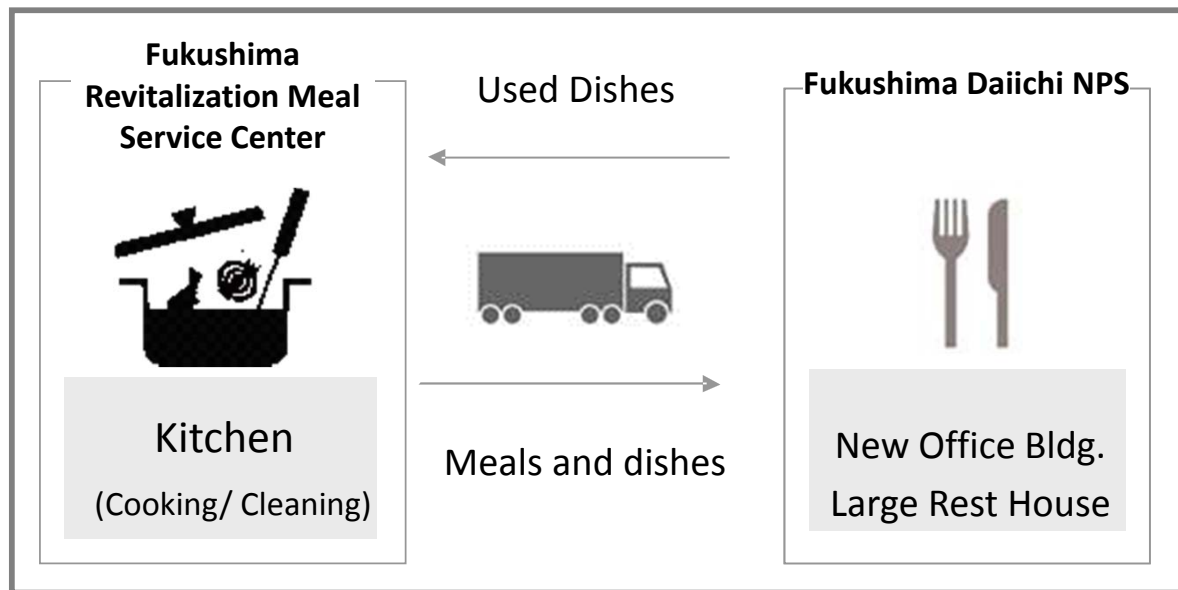 Fukushima
Revitalization Meal
Service Center
Kitchen
(Cooking/ Cleaning)
Used Dishes
Meals and dishes
Fukushima Daiichi NPS
New Office Bldg.
Large Rest House